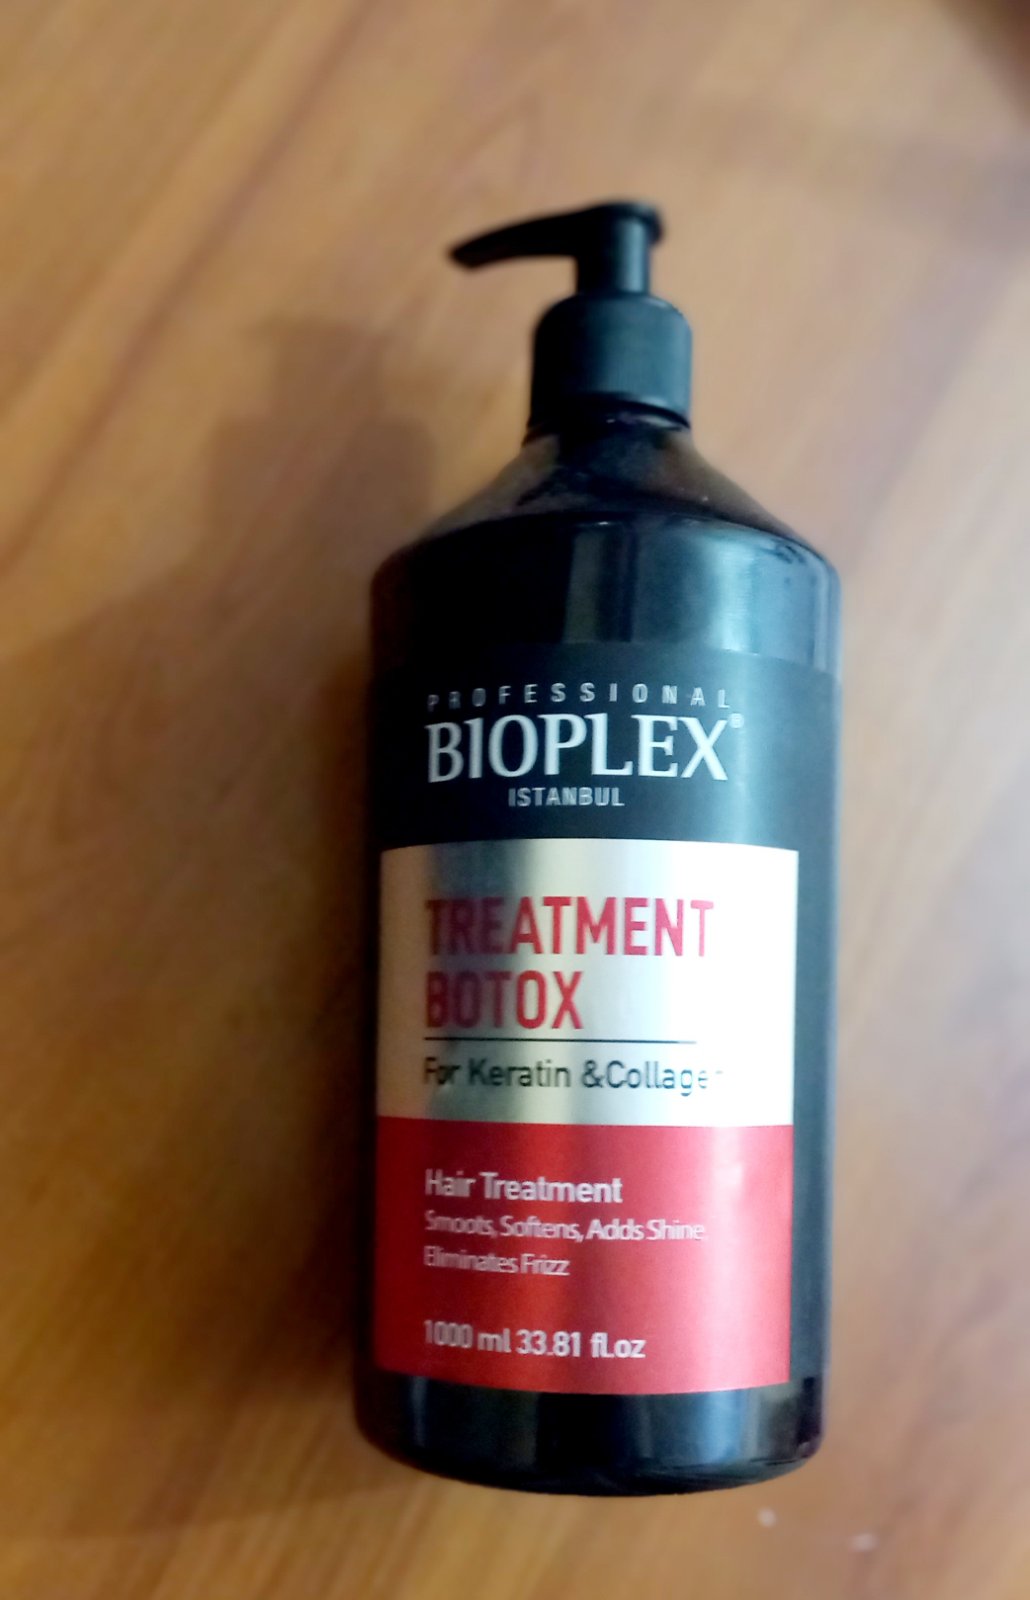 PROFESSIONAL
BIOPLEX®
ISTANBUL
TREATMENT
BOTOX
For Keratin &Collagen
Hair Treatment
Smoots, Softens, Adds Shine,
Eliminates Frizz
1000 ml 33.81 fl.oz